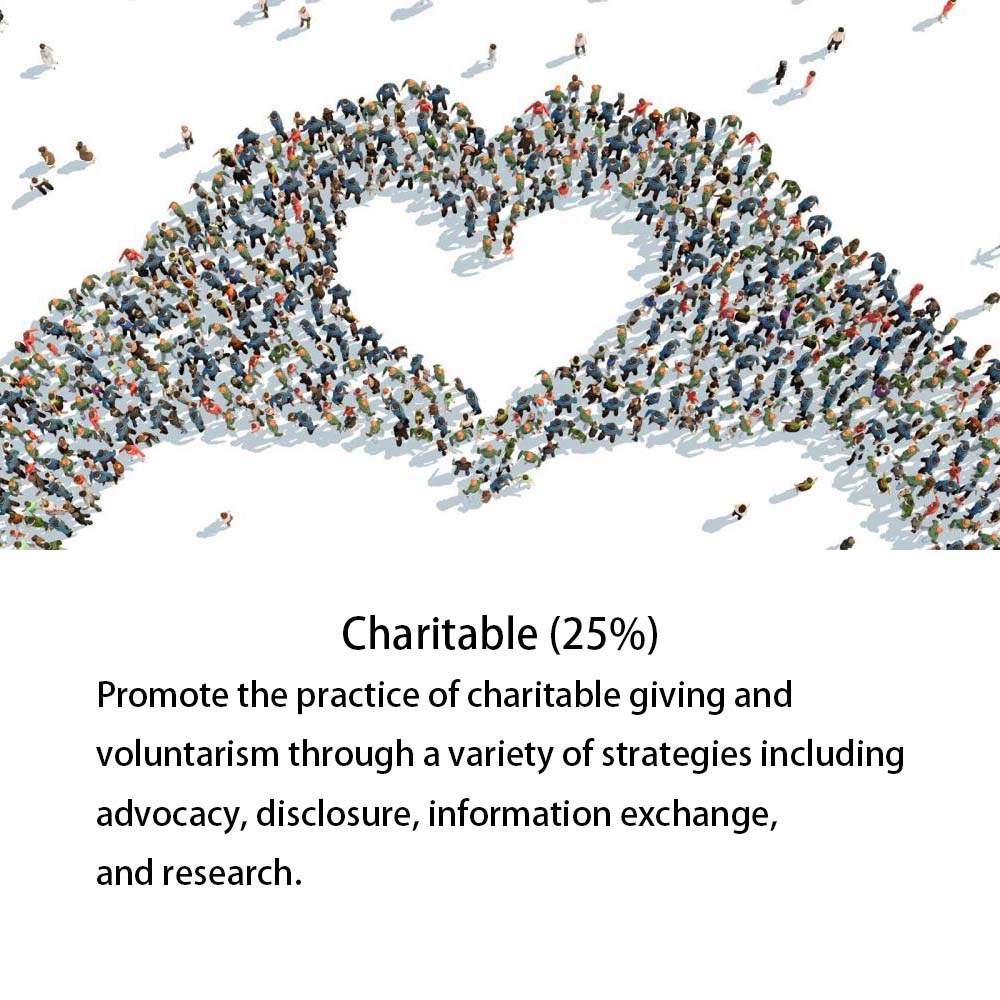 Charitable (25%)
Promote the practice of charitable giving and
voluntarism through a variety of strategies including
advocacy, disclosure, information exchange,
and research.